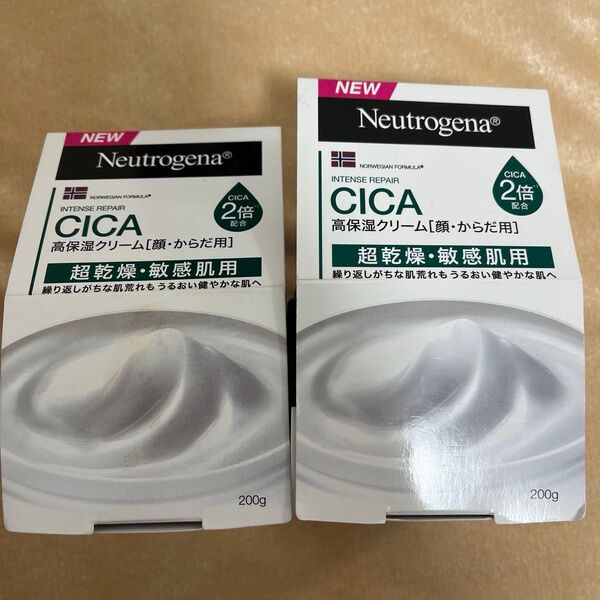 NEW
Neutrogena®
NORWEGIAN FORMULA®
INTENSE REPAIR
CICA
CICA
2倍
配合
高保湿クリーム[顔・からだ用]
超乾燥・敏感肌用
繰り返しがちな肌荒れもうるおい健やかな肌へ
200g
NEW
Neutrogena®
NORWEGIAN FORMULA®
INTENSE REPAIR
CICA
CICA
2倍
配合
高保湿クリーム[顔・からだ用]
超乾燥・敏感肌用
繰り返しがちな肌荒れもうるおい健やかな肌へ
200g